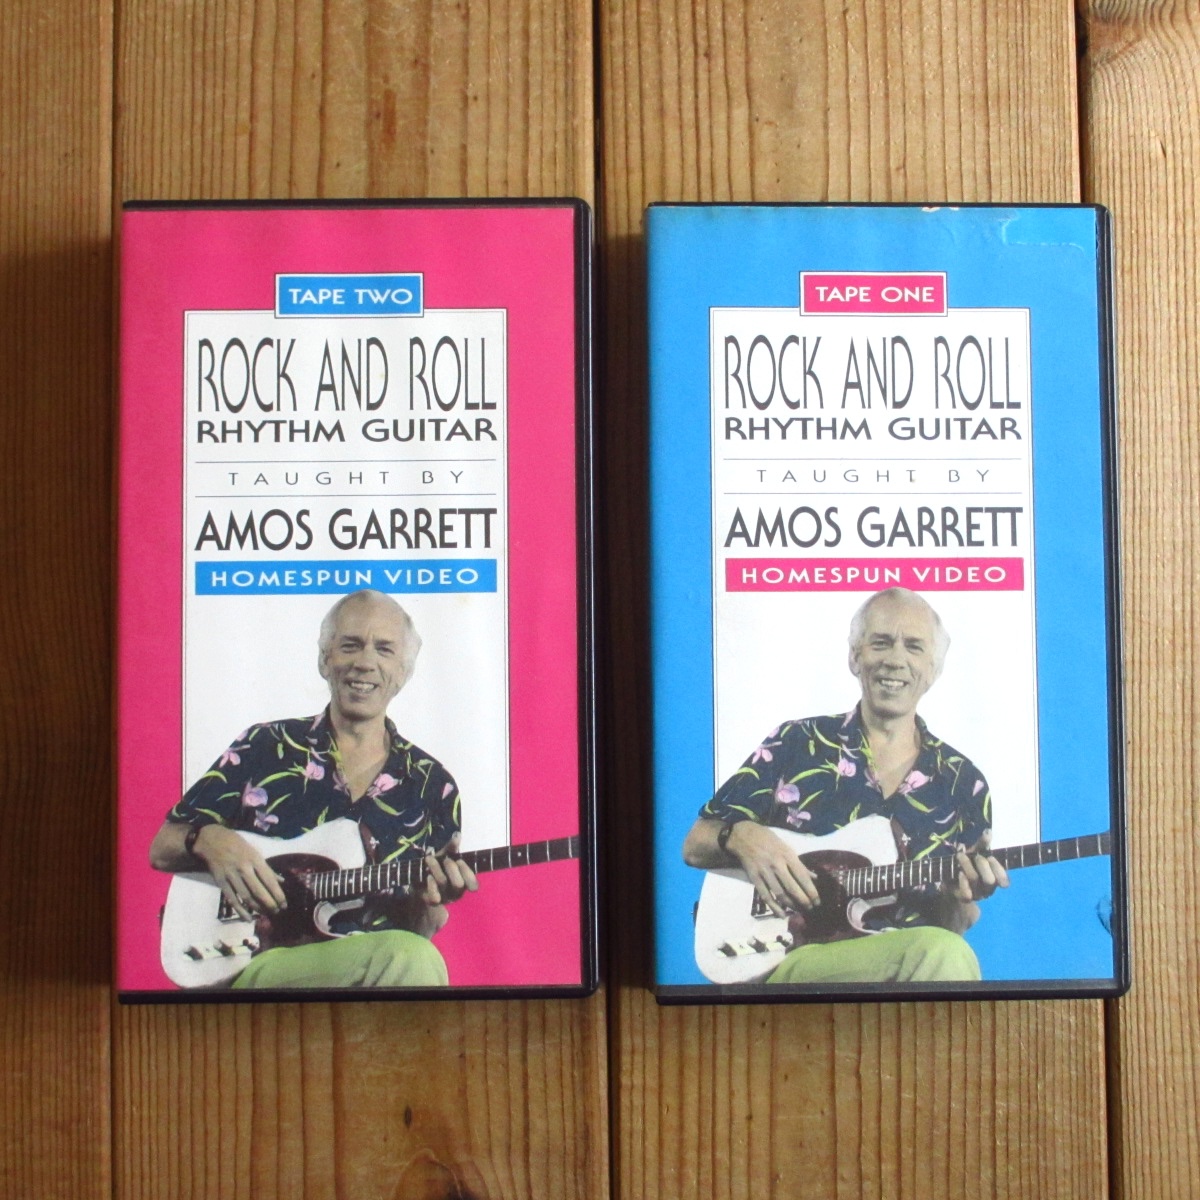 TAPE TWO
ROCK AND ROLL
RHYTHM GUITAR
TAUGHT BY
AMOS GARRETT
HOMESPUN VIDEO
TAPE ONE
ROCK AND ROLL
RHYTHM GUITAR
TAUGHT BY
AMOS GARRETT
HOMESPUN VIDEO